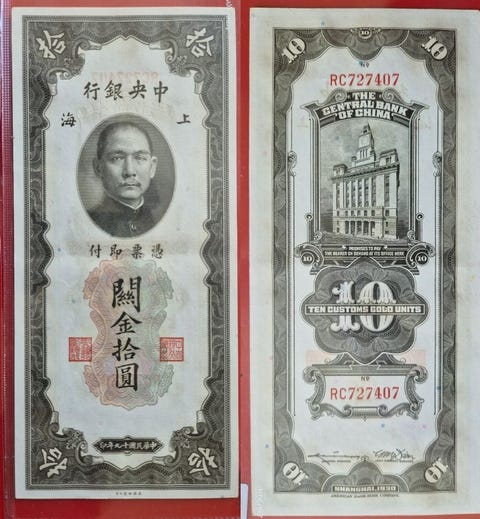 拾 拾
行銀央中
海 上
付即票憑
關金拾圓
印年九十國民華中
拾 拾
10 10 10
Nº
RC727407
THE
CENTRAL BANK
OF CHINA
PROMISES TO PAY
THE BEARER ON DEMAND AT ITS OFFICE HERE
10 10
10
TEN CUSTOMS GOLD UNITS
Nº
RC727407
10 10
SHANGHAI, 1930
AMERICAN BANK NOTE COMPANY.